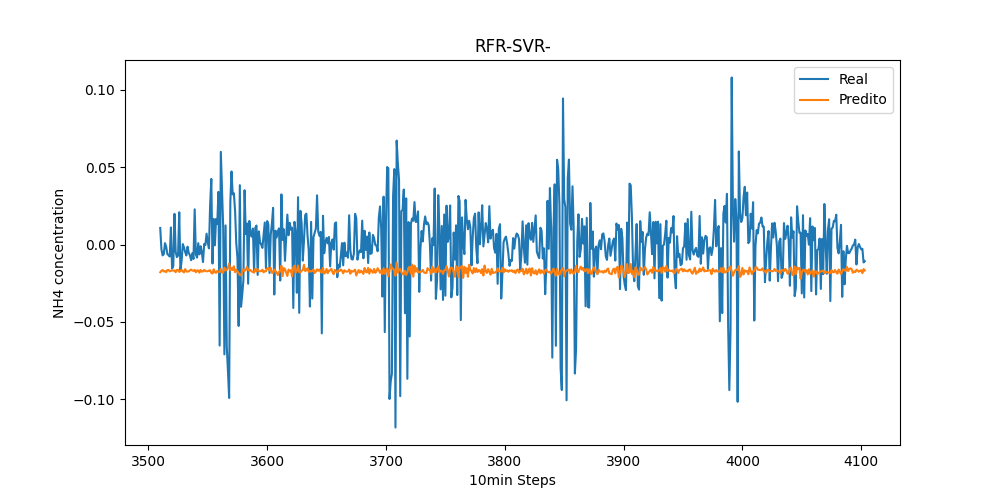 RFR-SVR-
Real
Predito
NH4 concentration
0.10
0.05
0.00
−0.05
−0.10
3500 3600 3700 3800 3900 4000 4100
10min Steps